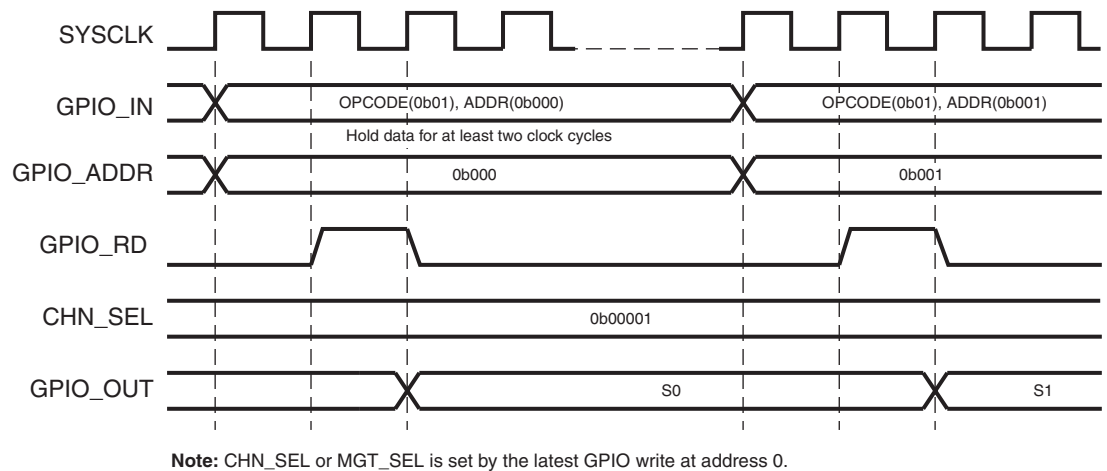 SYSCLK
GPIO_IN
OPCODE(0b01), ADDR(0b000)
OPCODE(0b01), ADDR(0b001)
Hold data for at least two clock cycles
GPIO_ADDR
0b000
0b001
GPIO_RD
CHN_SEL
0b00001
GPIO_OUT
S0
S1
Note: CHN_SEL or MGT_SEL is set by the latest GPIO write at address 0.